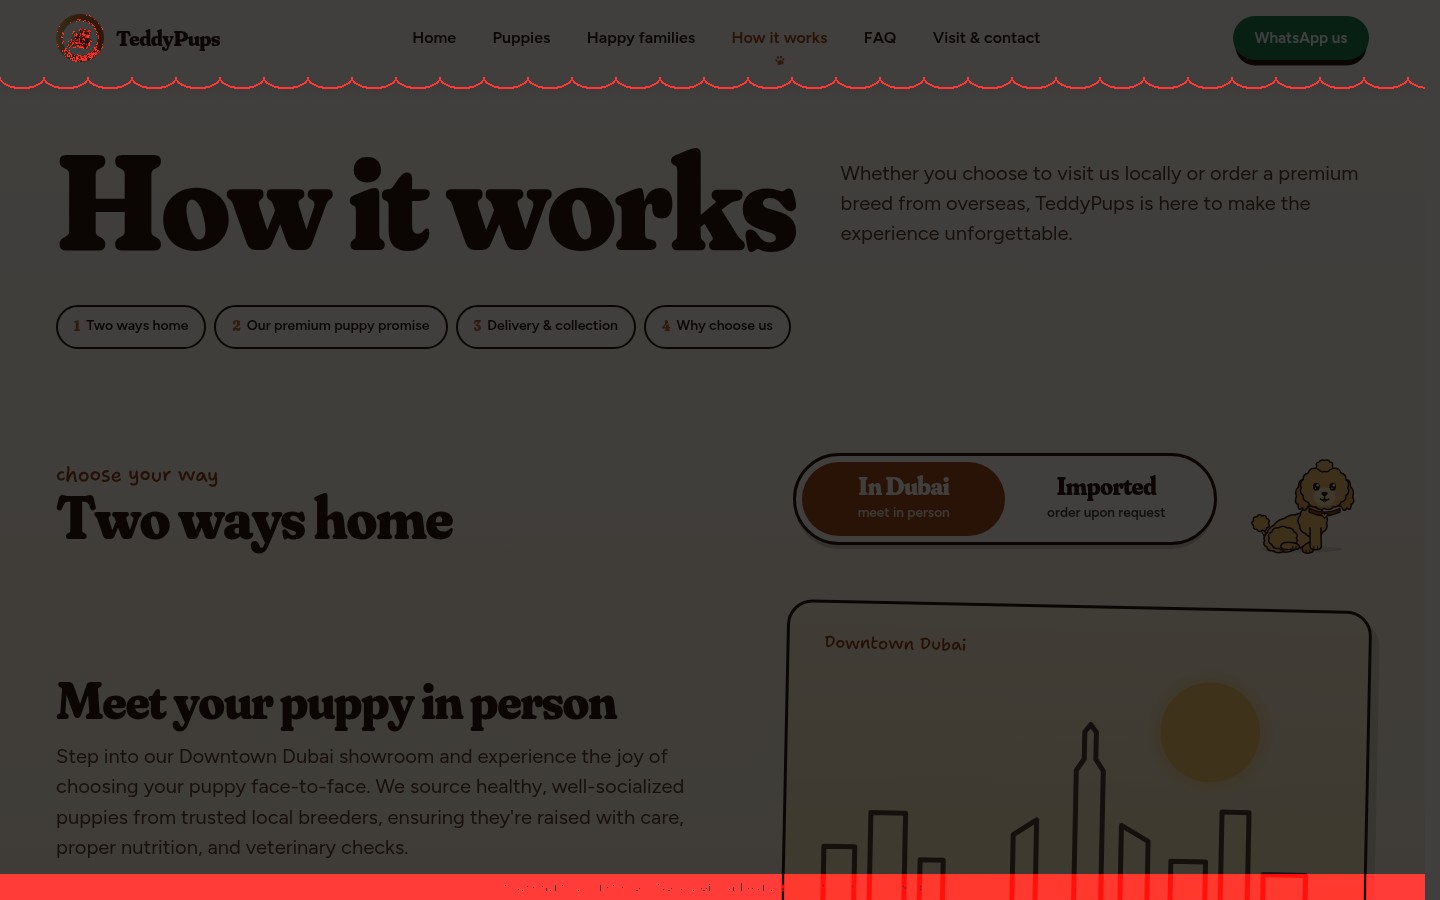 TeddyPups
Home
Puppies
Happy families
How it works
FAQ
Visit & contact
WhatsApp us
How it works
Whether you choose to visit us locally or order a premium
breed from overseas, TeddyPups is here to make the
experience unforgettable.
1 Two ways home
2 Our premium puppy promise
3 Delivery & collection
4 Why choose us
choose your way
Two ways home
In Dubai
meet in person
Imported
order upon request
Downtown Dubai
Meet your puppy in person
Step into our Downtown Dubai showroom and experience the joy of
choosing your puppy face-to-face. We source healthy, well-socialized
puppies from trusted local breeders, ensuring they're raised with care,
proper nutrition, and veterinary checks.